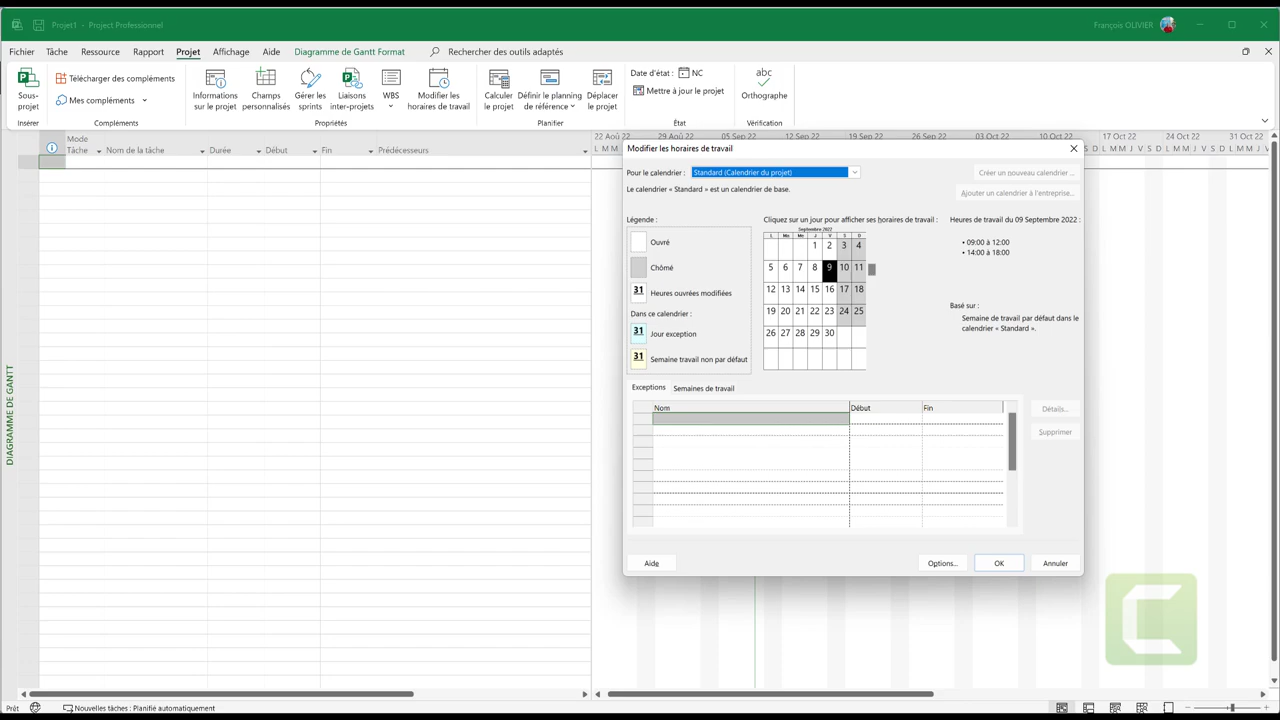 Projet1 - Project Professionnel
François OLIVIER
Fichier Tâche Ressource Rapport Projet Affichage Aide Diagramme de Gantt Format Rechercher des outils adaptés
Sous-projet
Télécharger des compléments
Mes compléments
Informations sur le projet
Champs personnalisés
Gérer les sprints
Liaisons inter-projets
WBS
Modifier les horaires de travail
Calculer le projet
Définir le planning de référence
Déplacer le projet
Date d'état : NC
Mettre à jour le projet
abc
Orthographe
Insérer Compléments Propriétés Planifier État Vérification
22 Aoû 22 29 Aoû 22 05 Sep 22 12 Sep 22 19 Sep 22 26 Sep 22 03 Oct 22 10 Oct 22 17 Oct 22 24 Oct 22 31 Oct 22
Mode Tâche Nom de la tâche Durée Début Fin Prédécesseurs
DIAGRAMME DE GANTT
Modifier les horaires de travail
Pour le calendrier : Standard (Calendrier du projet) Créer un nouveau calendrier ...
Le calendrier « Standard » est un calendrier de base. Ajouter un calendrier à l'entreprise...
Légende :
Ouvré
Chômé
31 Heures ouvrées modifiées
Dans ce calendrier :
31 Jour exception
31 Semaine travail non par défaut
Cliquez sur un jour pour afficher ses horaires de travail :
Septembre 2022
L Ma Me J V S D
1 2 3 4
5 6 7 8 9 10 11
12 13 14 15 16 17 18
19 20 21 22 23 24 25
26 27 28 29 30
Heures de travail du 09 Septembre 2022 :
• 09:00 à 12:00
• 14:00 à 18:00
Basé sur :
Semaine de travail par défaut dans le
calendrier « Standard ».
Exceptions Semaines de travail
Nom Début Fin
Détails...
Supprimer
Aide Options... OK Annuler
Prêt Nouvelles tâches : Planifié automatiquement